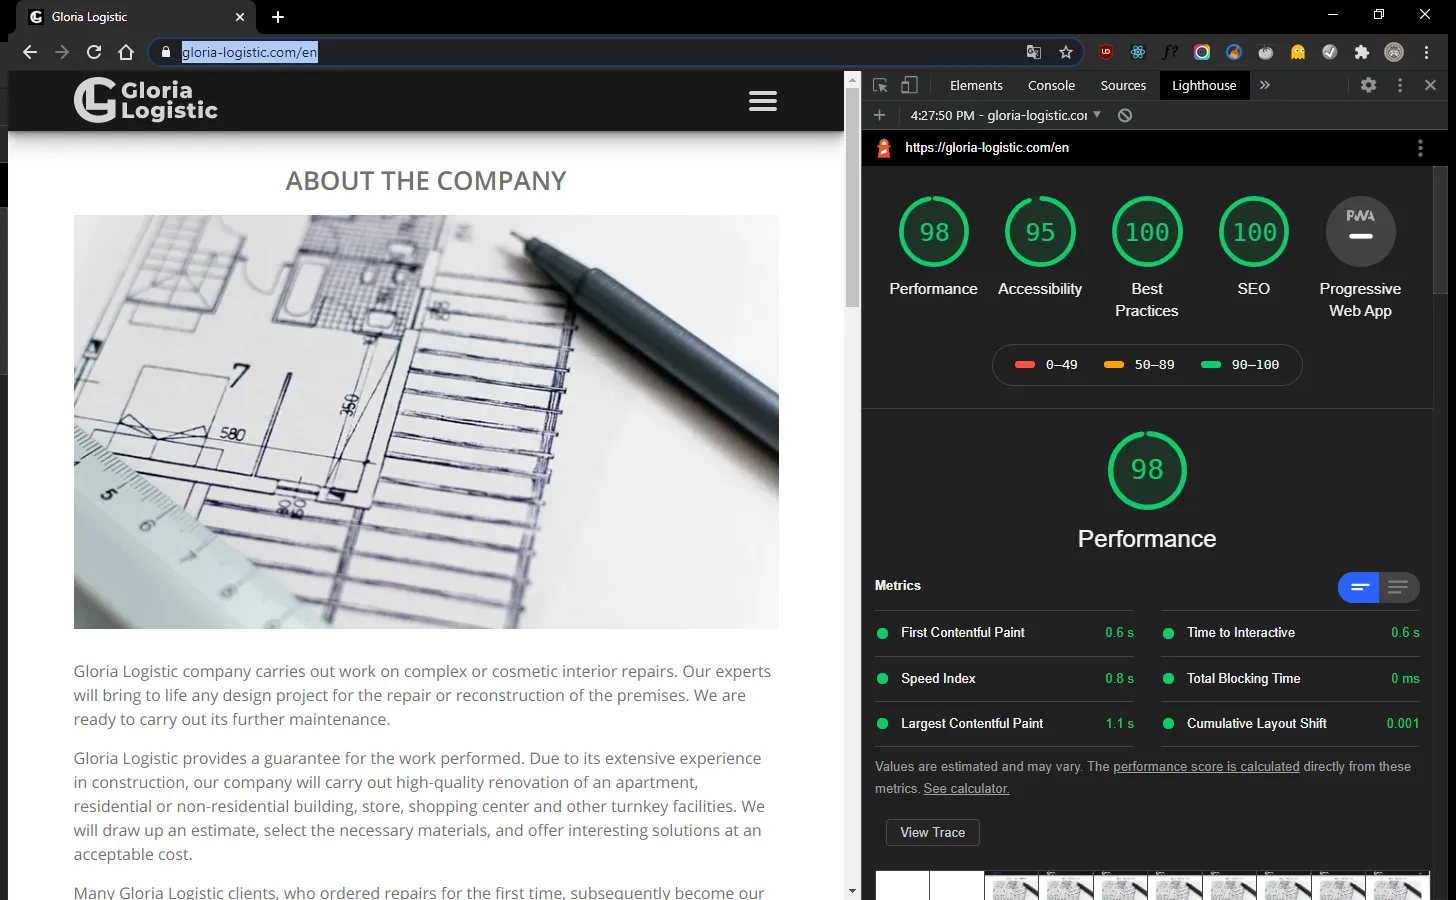 Gloria Logistic
gloria-logistic.com/en
Gloria
Logistic
ABOUT THE COMPANY
7
580
350
5
6
7
8
Gloria Logistic company carries out work on complex or cosmetic interior repairs. Our experts
will bring to life any design project for the repair or reconstruction of the premises. We are
ready to carry out its further maintenance.
Gloria Logistic provides a guarantee for the work performed. Due to its extensive experience
in construction, our company will carry out high-quality renovation of an apartment,
residential or non-residential building, store, shopping center and other turnkey facilities. We
will draw up an estimate, select the necessary materials, and offer interesting solutions at an
acceptable cost.
Many Gloria Logistic clients, who ordered repairs for the first time, subsequently become our
Elements Console Sources Lighthouse »
4:27:50 PM - gloria-logistic.cor
https://gloria-logistic.com/en
98
Performance
95
Accessibility
100
Best
Practices
100
SEO
PWA
Progressive
Web App
0–49 50–89 90–100
98
Performance
Metrics
First Contentful Paint 0.6 s
Time to Interactive 0.6 s
Speed Index 0.8 s
Total Blocking Time 0 ms
Largest Contentful Paint 1.1 s
Cumulative Layout Shift 0.001
Values are estimated and may vary. The performance score is calculated directly from these
metrics. See calculator.
View Trace